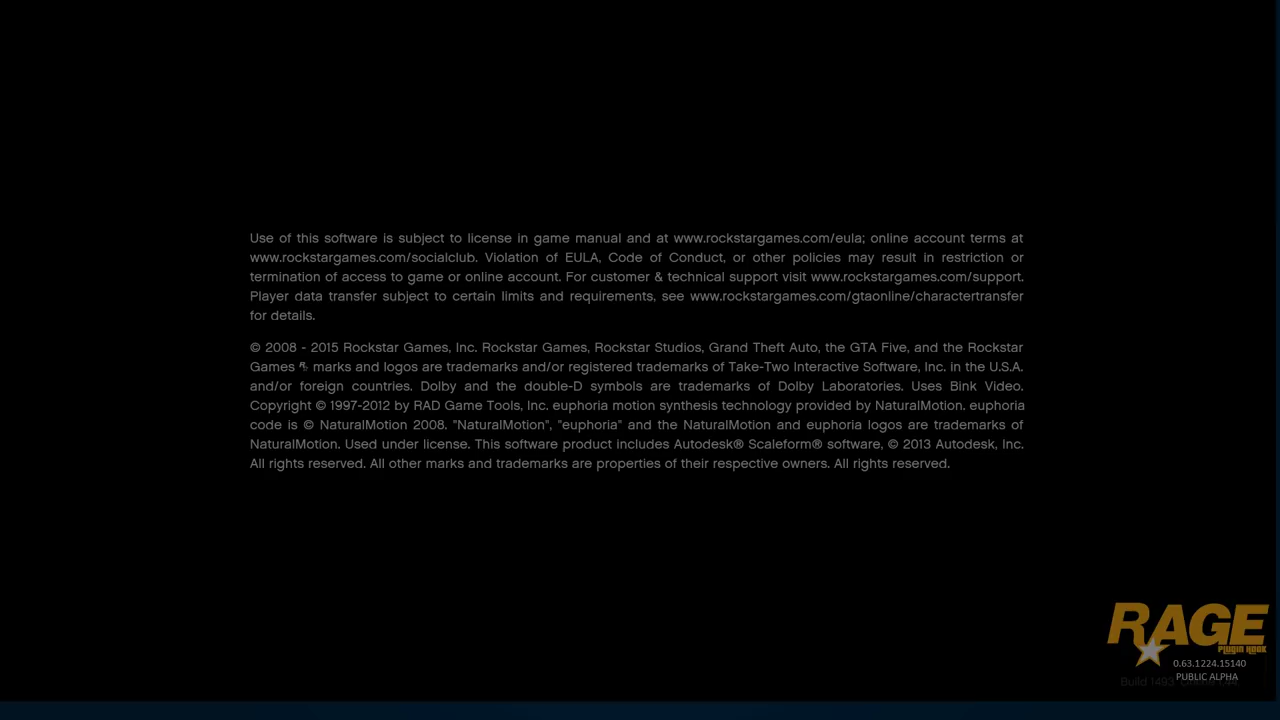 Use of this software is subject to license in game manual and at www.rockstargames.com/eula; online account terms at
www.rockstargames.com/socialclub. Violation of EULA, Code of Conduct, or other policies may result in restriction or
termination of access to game or online account. For customer & technical support visit www.rockstargames.com/support.
Player data transfer subject to certain limits and requirements, see www.rockstargames.com/gtaonline/charactertransfer
for details.
© 2008 - 2015 Rockstar Games, Inc. Rockstar Games, Rockstar Studios, Grand Theft Auto, the GTA Five, and the Rockstar
Games R* marks and logos are trademarks and/or registered trademarks of Take-Two Interactive Software, Inc. in the U.S.A.
and/or foreign countries. Dolby and the double-D symbols are trademarks of Dolby Laboratories. Uses Bink Video.
Copyright © 1997-2012 by RAD Game Tools, Inc. euphoria motion synthesis technology provided by NaturalMotion. euphoria
code is © NaturalMotion 2008. "NaturalMotion", "euphoria" and the NaturalMotion and euphoria logos are trademarks of
NaturalMotion. Used under license. This software product includes Autodesk® Scaleform® software, © 2013 Autodesk, Inc.
All rights reserved. All other marks and trademarks are properties of their respective owners. All rights reserved.
RAGE
PLUGIN HOOK
0.63.1224.15140
PUBLIC ALPHA
Build 1493